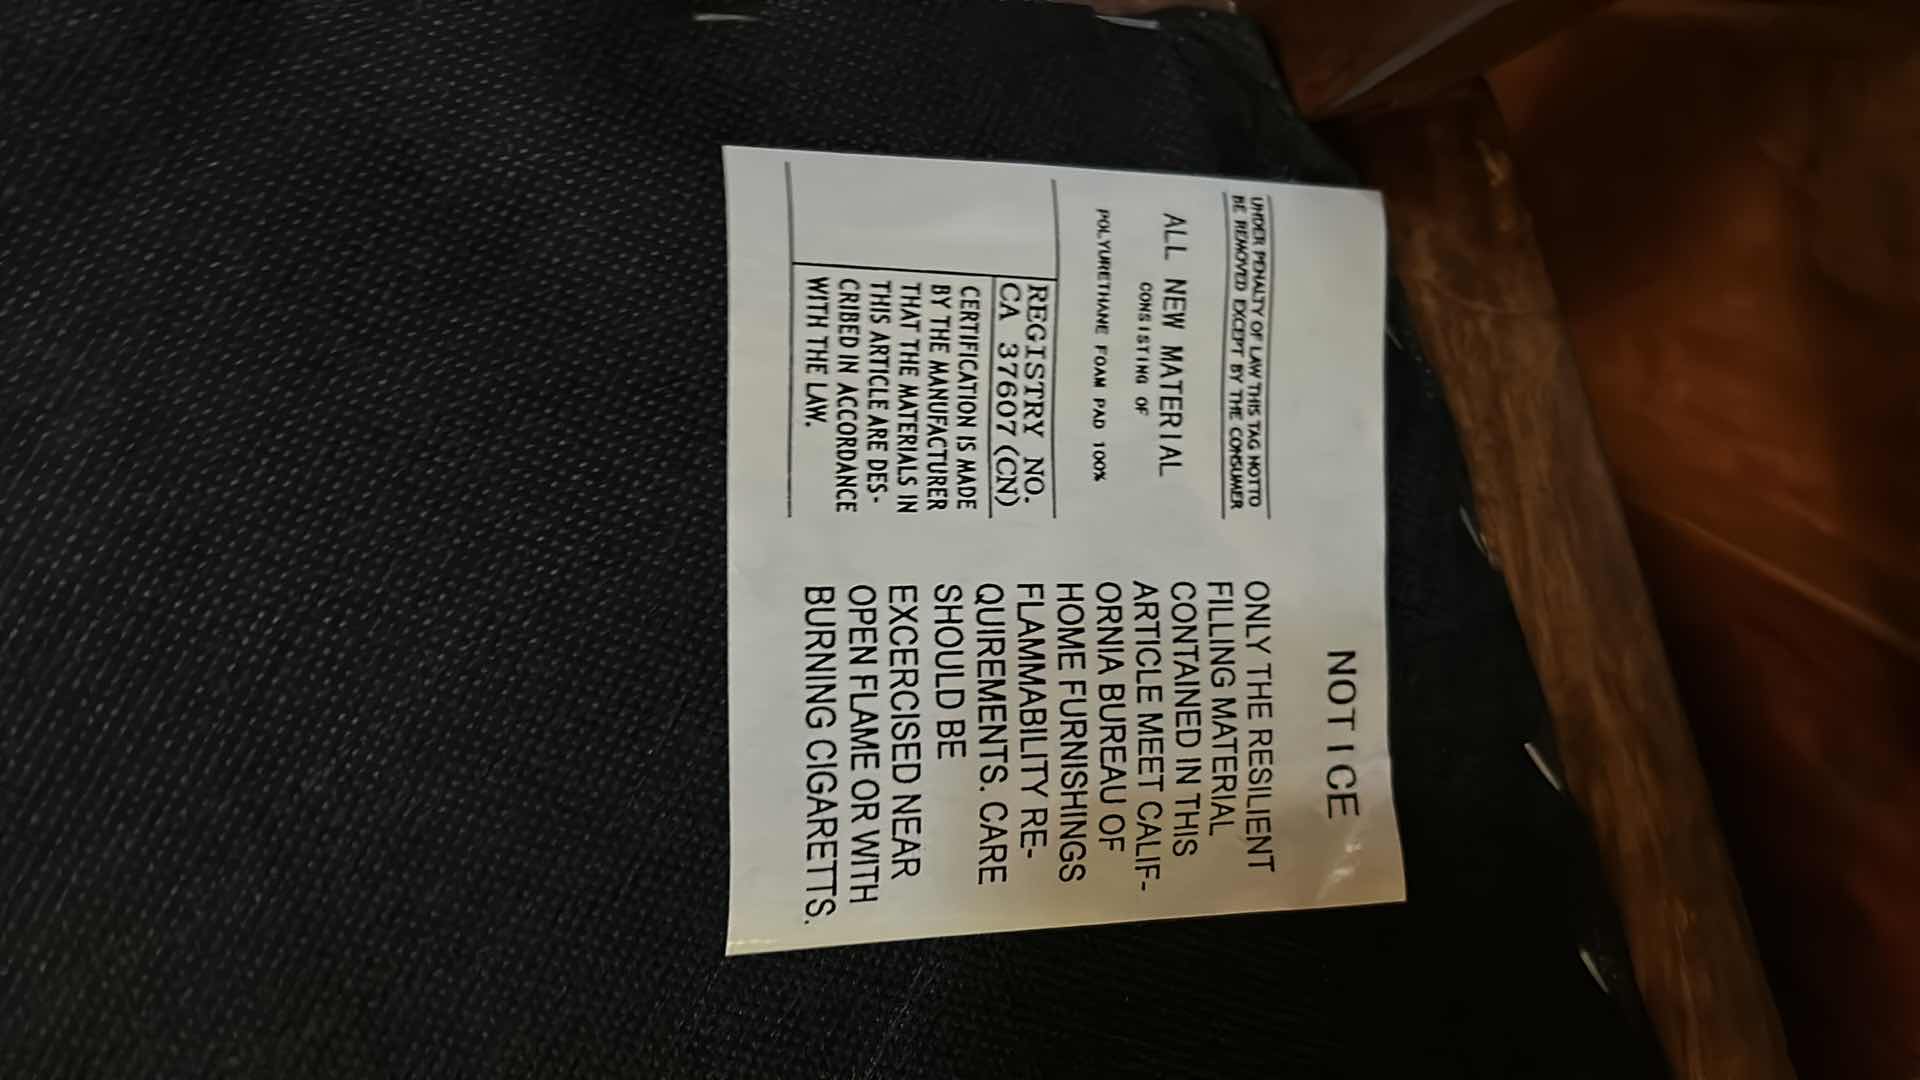 UNDER PENALTY OF LAW THIS TAG NOTTO
BE REMOVED EXCEPT BY THE CONSUMER
ALL NEW MATERIAL
CONSISTING OF
POLYURETHANE FOAM PAD 100%
REGISTRY NO.
CA 37607(CN)
CERTIFICATION IS MADE
BY THE MANUFACTURER
THAT THE MATERIALS IN
THIS ARTICLE ARE DES-
CRIBED IN ACCORDANCE
WITH THE LAW.
NOTICE
ONLY THE RESILIENT
FILLING MATERIAL
CONTAINED IN THIS
ARTICLE MEET CALIF-
ORNIA BUREAU OF
HOME FURNISHINGS
FLAMMABILITY RE-
QUIREMENTS. CARE
SHOULD BE
EXCERCISED NEAR
OPEN FLAME OR WITH
BURNING CIGARETTS.